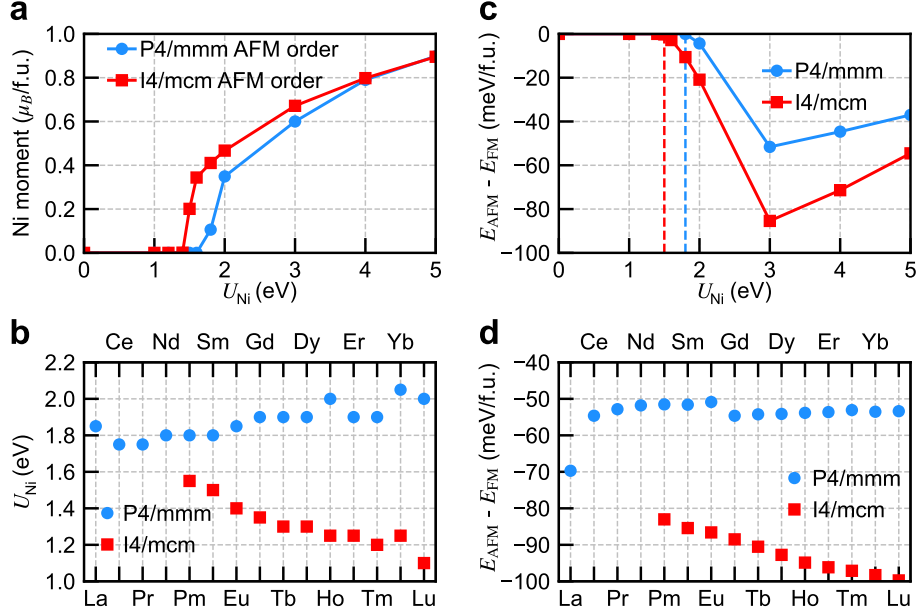 a
Ni moment (μB/f.u.)
1.0
0.8
0.6
0.4
0.2
0.0
P4/mmm AFM order
I4/mcm AFM order
0 1 2 3 4 5
UNi (eV)
c
EAFM - EFM (meV/f.u.)
0
−20
−40
−60
−80
−100
P4/mmm
I4/mcm
0 1 2 3 4 5
UNi (eV)
b
Ce Nd Sm Gd Dy Er Yb
UNi (eV)
2.2
2.0
1.8
1.6
1.4
1.2
1.0
P4/mmm
I4/mcm
La Pr Pm Eu Tb Ho Tm Lu
d
Ce Nd Sm Gd Dy Er Yb
EAFM - EFM (meV/f.u.)
−40
−50
−60
−70
−80
−90
−100
P4/mmm
I4/mcm
La Pr Pm Eu Tb Ho Tm Lu